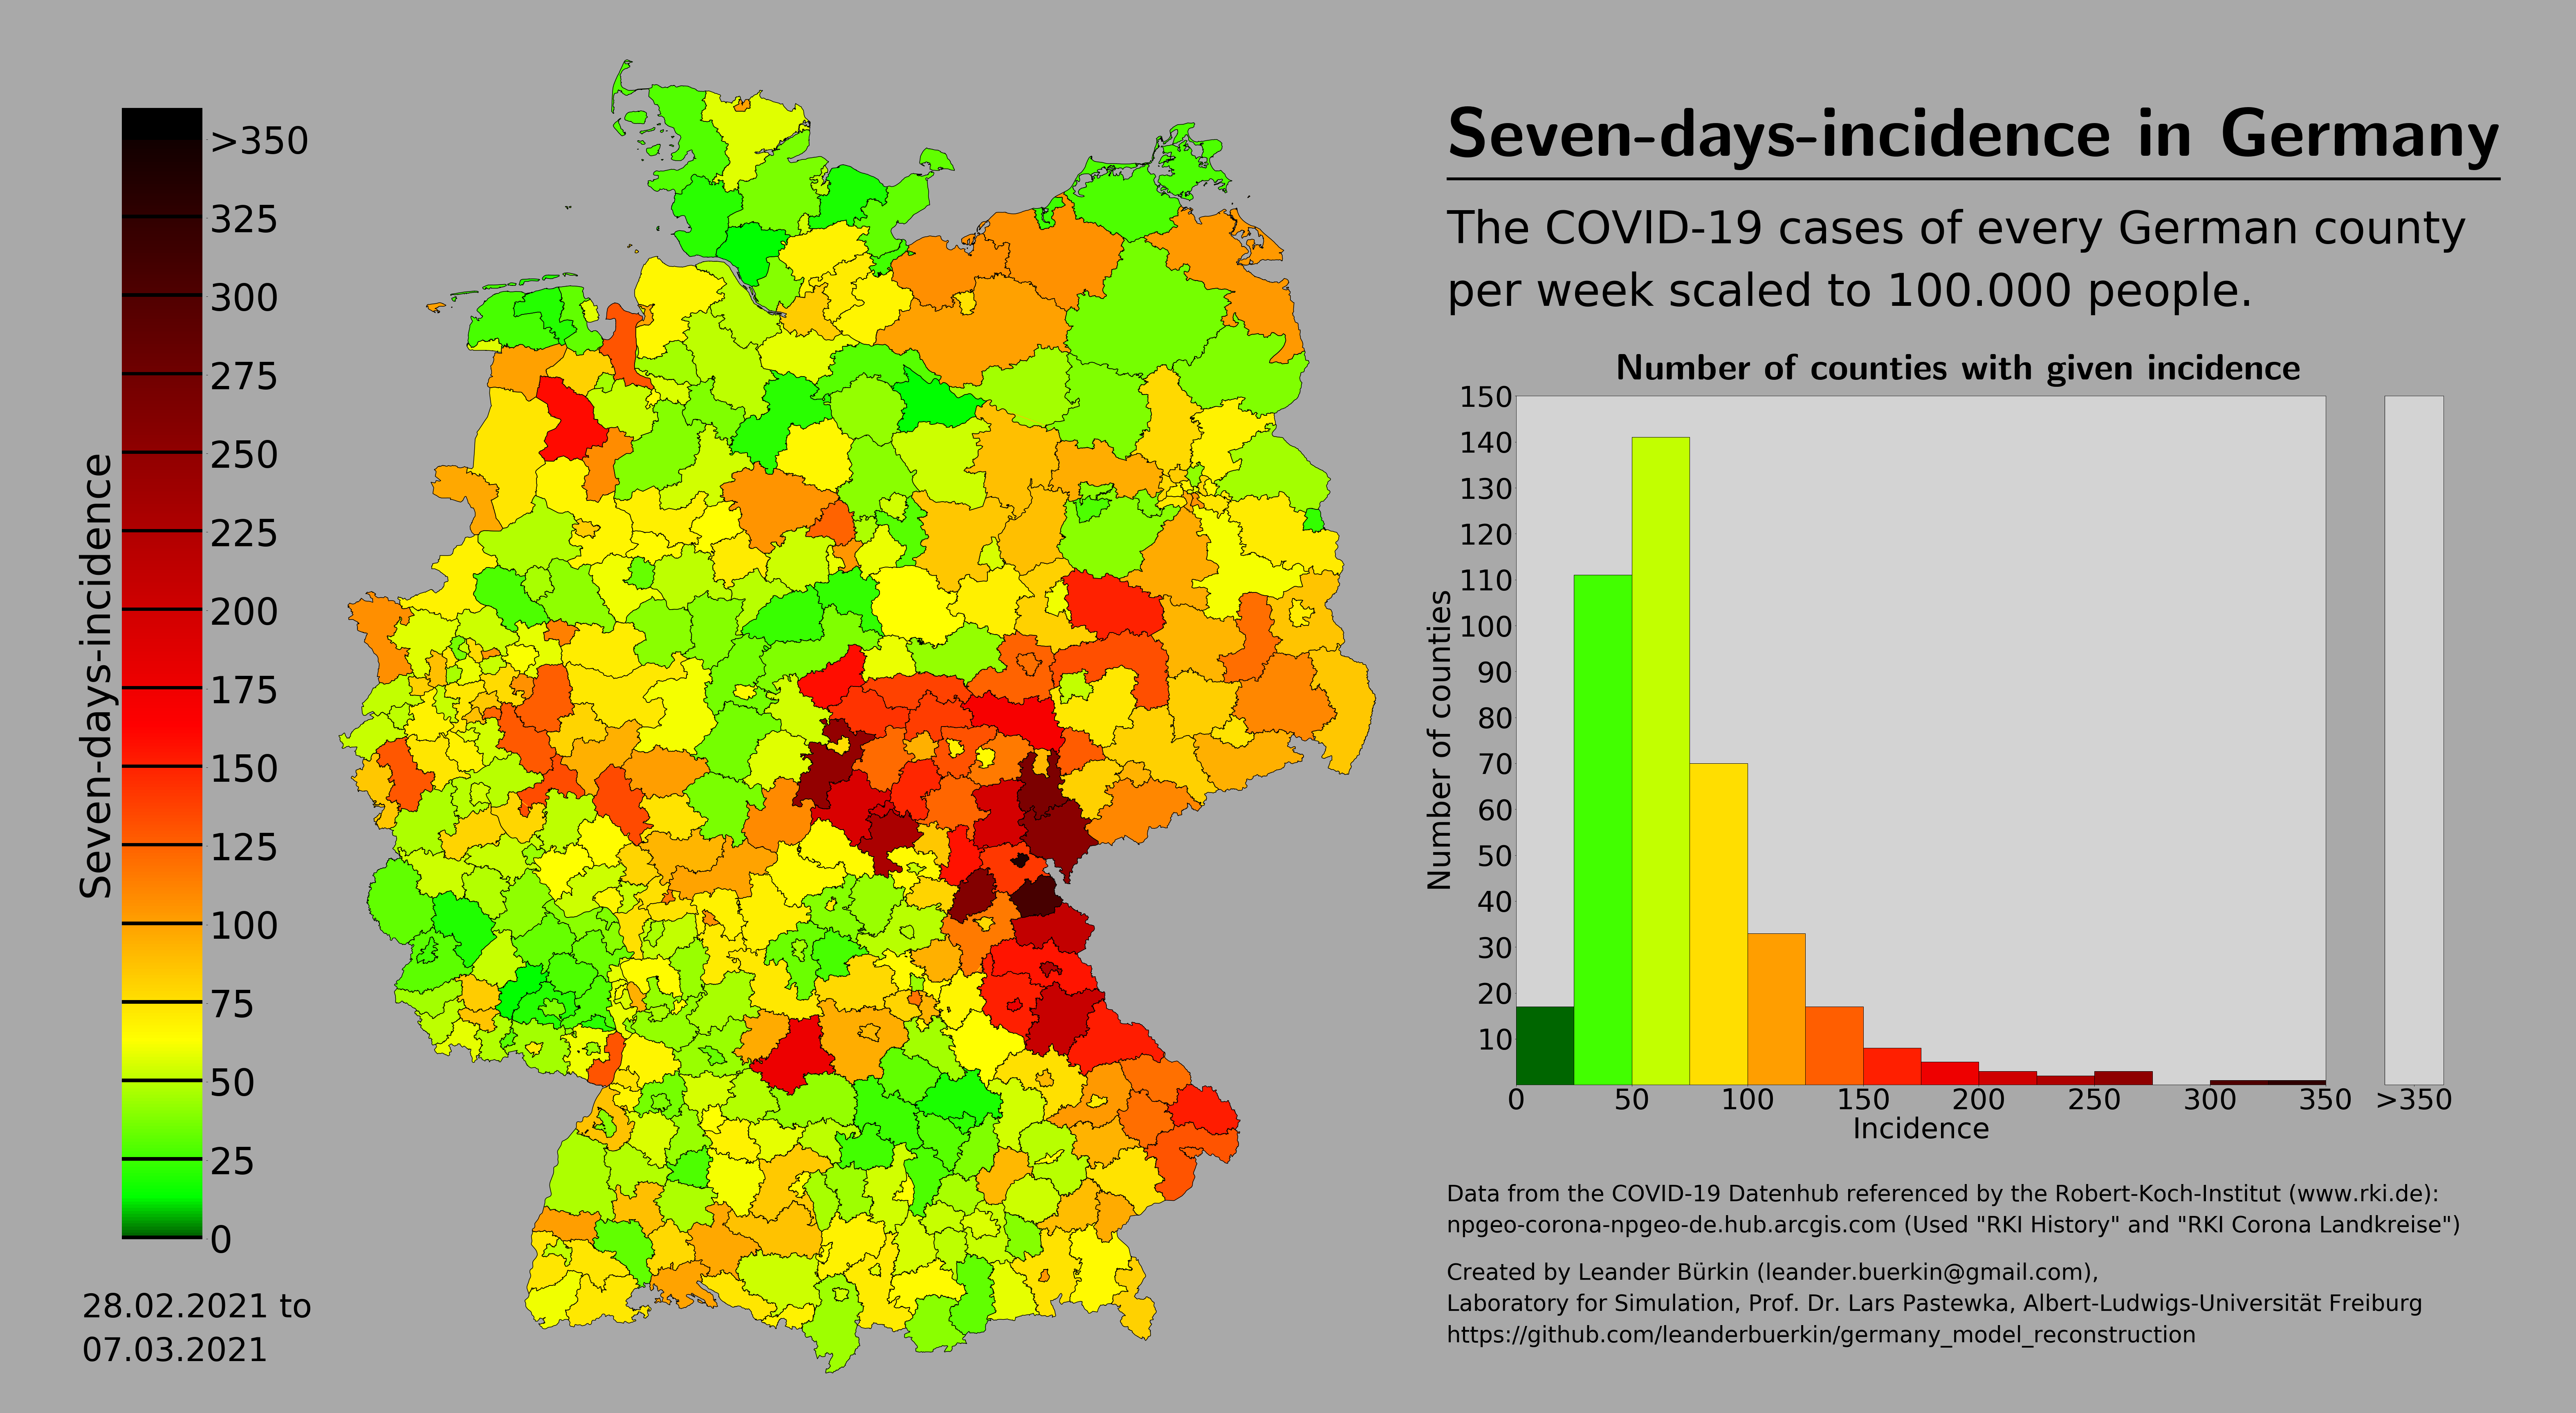 Seven-days-incidence in Germany
The COVID-19 cases of every German county
per week scaled to 100.000 people.
Seven-days-incidence
>350
325
300
275
250
225
200
175
150
125
100
75
50
25
0
28.02.2021 to
07.03.2021
Number of counties with given incidence
Number of counties
150
140
130
120
110
100
90
80
70
60
50
40
30
20
10
0 50 100 150 200 250 300 350 >350
Incidence
Data from the COVID-19 Datenhub referenced by the Robert-Koch-Institut (www.rki.de):
npgeo-corona-npgeo-de.hub.arcgis.com (Used "RKI History" and "RKI Corona Landkreise")
Created by Leander Bürkin (leander.buerkin@gmail.com),
Laboratory for Simulation, Prof. Dr. Lars Pastewka, Albert-Ludwigs-Universität Freiburg
https://github.com/leanderbuerkin/germany_model_reconstruction